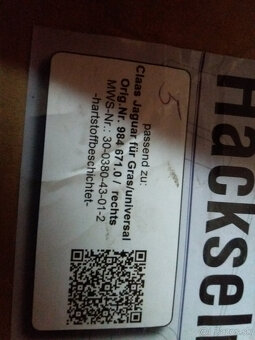 passend zu:
Claas Jaguar für Gras/universal
Orig.Nr. 984 671.0 / rechts
MWS-Nr.: 30-0380-43-01-2
-hartstoffbeschichtet-
5